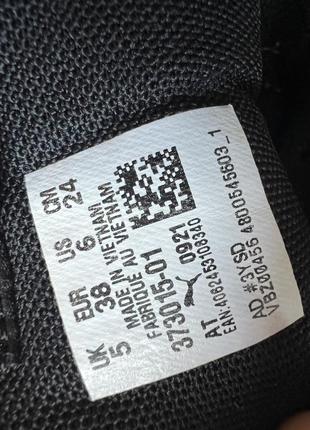 UK EUR US CM
5 38 6 24
MADE IN VIETNAM
FABRIQUE AU VIETNAM
373015-01
0921
AT
EAN:4062453108340
AD #3Y SD
VBZ00456 4800545603_1